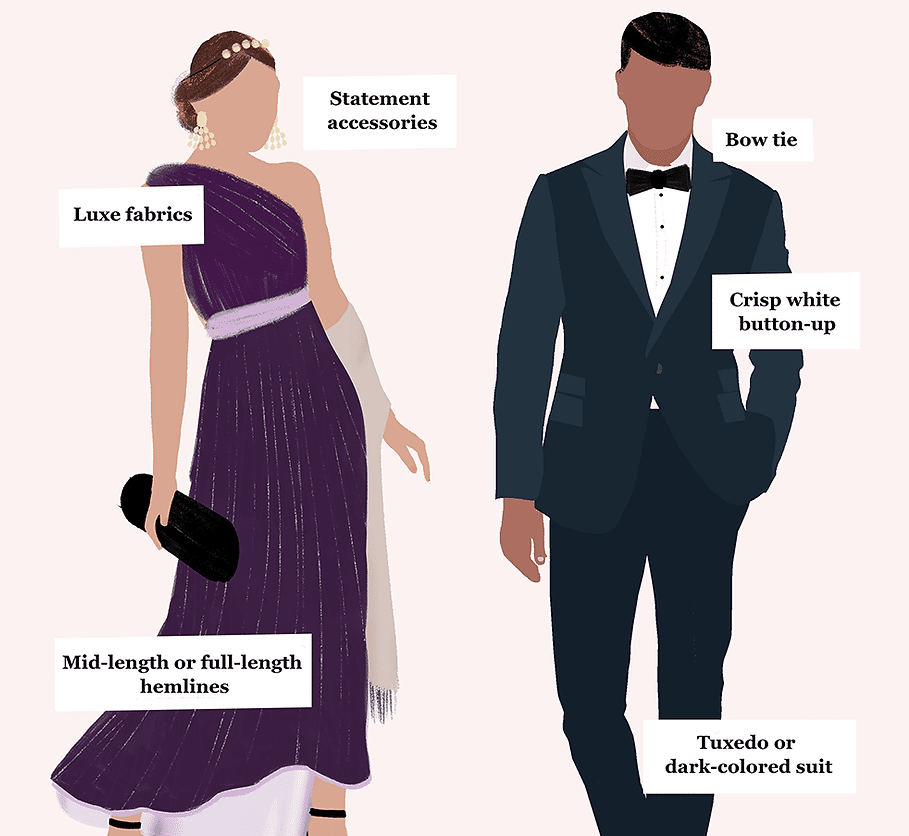 Statement
accessories
Luxe fabrics
Mid-length or full-length
hemlines
Bow tie
Crisp white
button-up
Tuxedo or
dark-colored suit